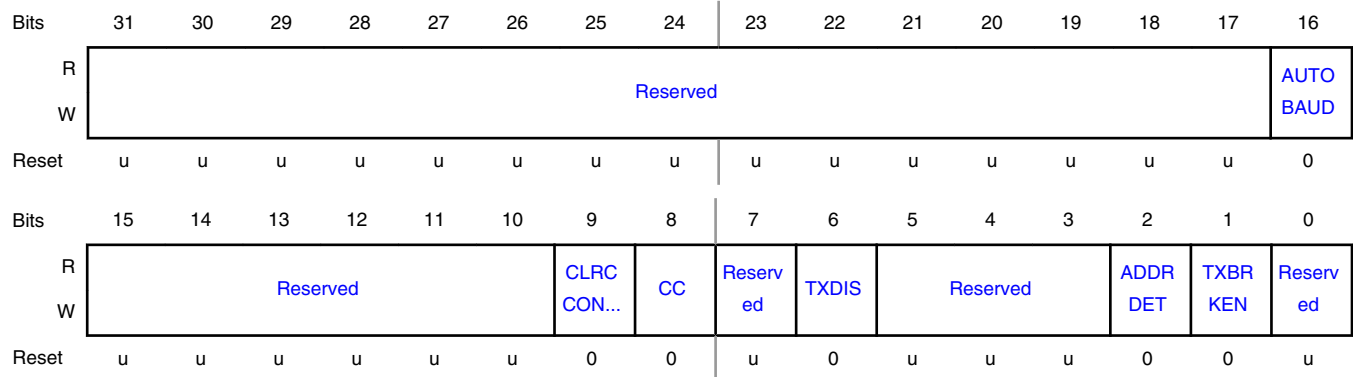 Bits 31 30 29 28 27 26 25 24 23 22 21 20 19 18 17 16
R
W
Reserved
AUTO
BAUD
Reset u u u u u u u u u u u u u u u 0
Bits 15 14 13 12 11 10 9 8 7 6 5 4 3 2 1 0
R
W
Reserved
CLRC
CON...
CC
Reserv
ed
TXDIS
Reserved
ADDR
DET
TXBR
KEN
Reserv
ed
Reset u u u u u u 0 0 u 0 u u u 0 0 u